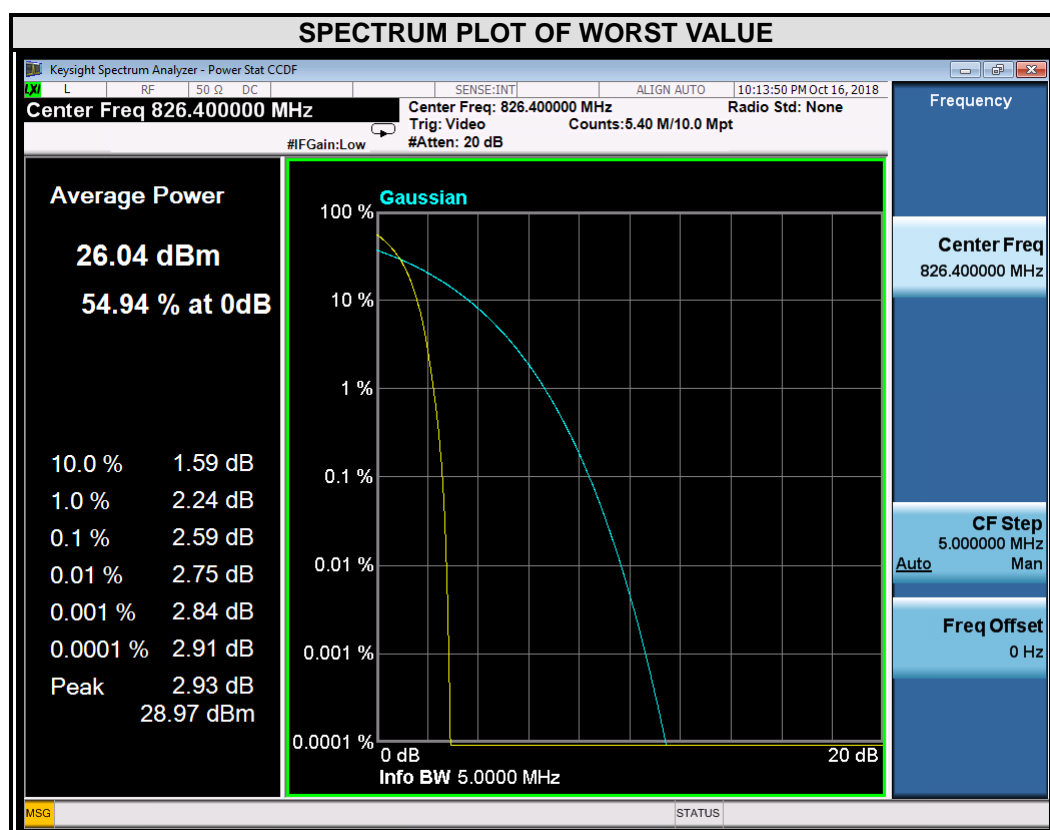 SPECTRUM PLOT OF WORST VALUE
Keysight Spectrum Analyzer - Power Stat CCDF
LXI L RF 50 Ω DC SENSE:INT ALIGN AUTO 10:13:50 PM Oct 16, 2018
Center Freq 826.400000 MHz
#IFGain:Low
Center Freq: 826.400000 MHz Radio Std: None
Trig: Video Counts:5.40 M/10.0 Mpt
#Atten: 20 dB
Average Power
26.04 dBm
54.94 % at 0dB
10.0 % 1.59 dB
1.0 % 2.24 dB
0.1 % 2.59 dB
0.01 % 2.75 dB
0.001 % 2.84 dB
0.0001 % 2.91 dB
Peak 2.93 dB
28.97 dBm
Gaussian
100 %
10 %
1 %
0.1 %
0.01 %
0.001 %
0.0001 %
0 dB 20 dB
Info BW 5.0000 MHz
Frequency
Center Freq
826.400000 MHz
CF Step
5.000000 MHz
Auto Man
Freq Offset
0 Hz
MSG STATUS